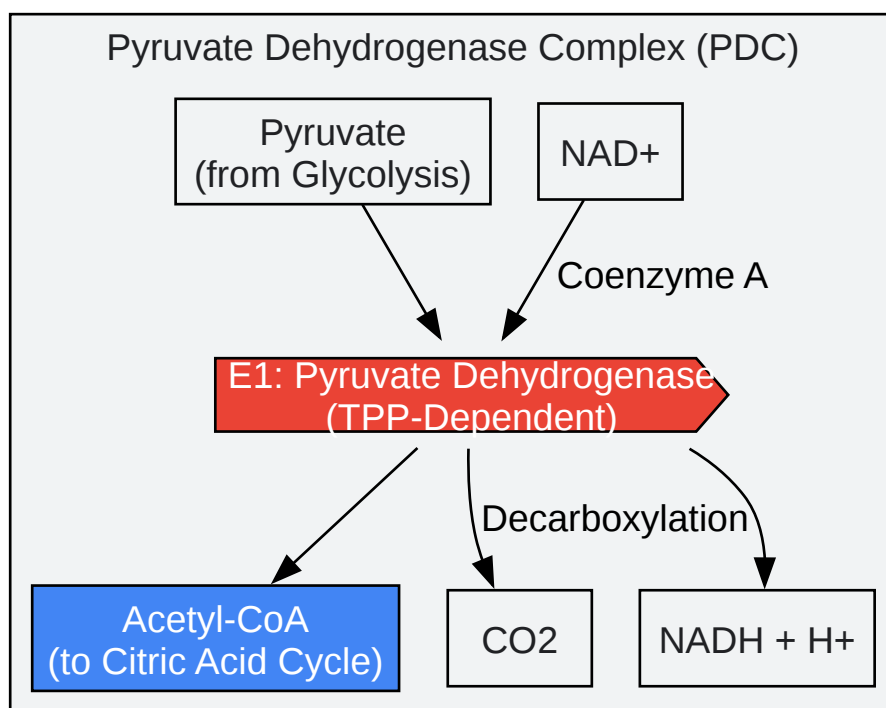 Pyruvate Dehydrogenase Complex (PDC)
Pyruvate
(from Glycolysis)
NAD+
Coenzyme A
E1: Pyruvate Dehydrogenase
(TPP-Dependent)
Decarboxylation
Acetyl-CoA
(to Citric Acid Cycle)
CO2
NADH + H+